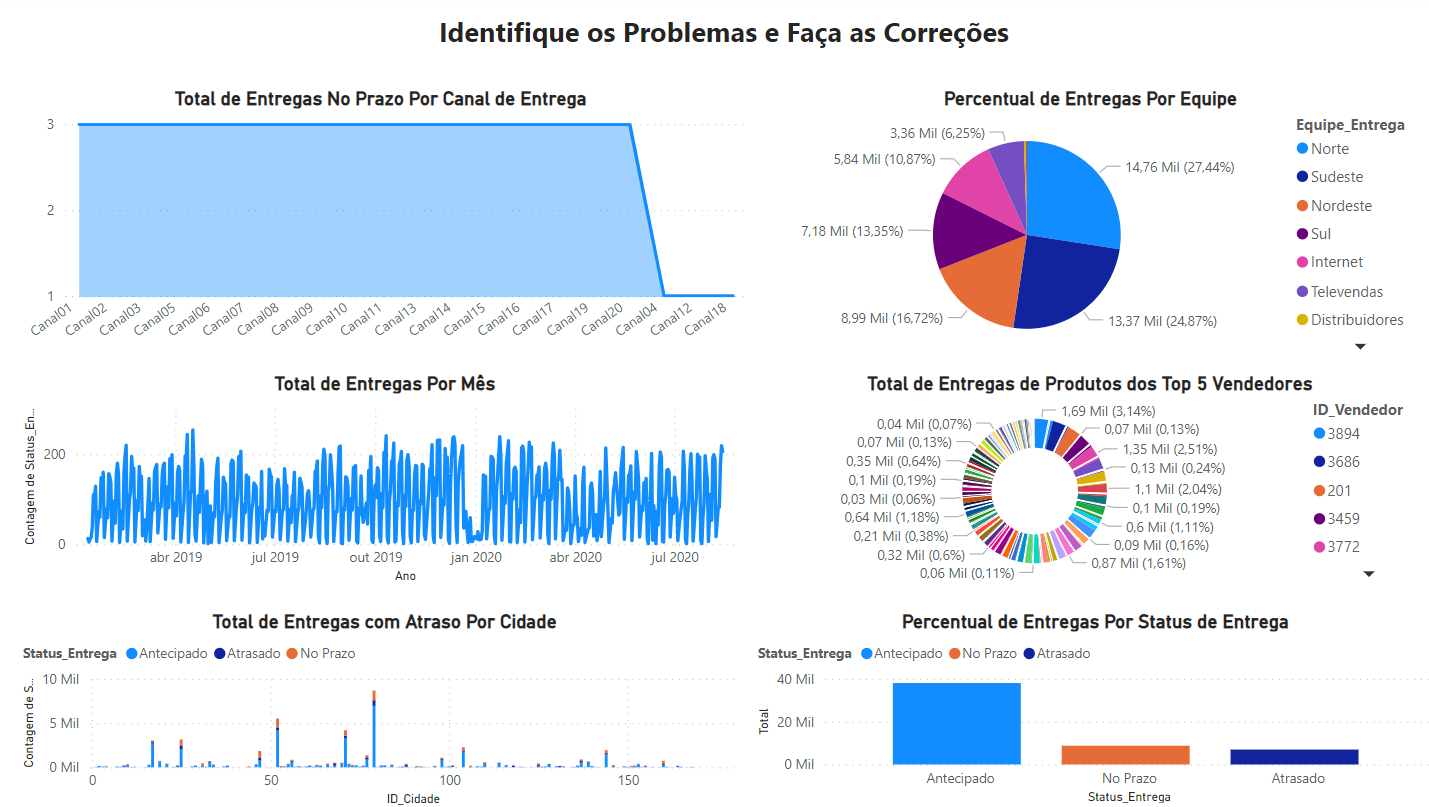 Identifique os Problemas e Faça as Correções
Total de Entregas No Prazo Por Canal de Entrega
3
2
1
Canal01
Canal02
Canal03
Canal05
Canal06
Canal07
Canal08
Canal09
Canal10
Canal11
Canal13
Canal14
Canal15
Canal16
Canal17
Canal19
Canal20
Canal04
Canal12
Canal18
Percentual de Entregas Por Equipe
3,36 Mil (6,25%)
5,84 Mil (10,87%)
7,18 Mil (13,35%)
8,99 Mil (16,72%)
14,76 Mil (27,44%)
13,37 Mil (24,87%)
Equipe_Entrega
Norte
Sudeste
Nordeste
Sul
Internet
Televendas
Distribuidores
Total de Entregas Por Mês
Contagem de Status_En...
200
0
abr 2019
jul 2019
out 2019
jan 2020
abr 2020
jul 2020
Ano
Total de Entregas de Produtos dos Top 5 Vendedores
0,04 Mil (0,07%)
0,07 Mil (0,13%)
0,35 Mil (0,64%)
0,1 Mil (0,19%)
0,03 Mil (0,06%)
0,64 Mil (1,18%)
0,21 Mil (0,38%)
0,32 Mil (0,6%)
0,06 Mil (0,11%)
1,69 Mil (3,14%)
0,07 Mil (0,13%)
1,35 Mil (2,51%)
0,13 Mil (0,24%)
1,1 Mil (2,04%)
0,1 Mil (0,19%)
0,6 Mil (1,11%)
0,09 Mil (0,16%)
0,87 Mil (1,61%)
ID_Vendedor
3894
3686
201
3459
3772
Total de Entregas com Atraso Por Cidade
Status_Entrega Antecipado Atrasado No Prazo
Contagem de S...
10 Mil
5 Mil
0 Mil
0
50
100
150
ID_Cidade
Percentual de Entregas Por Status de Entrega
Status_Entrega Antecipado No Prazo Atrasado
Total
40 Mil
20 Mil
0 Mil
Antecipado
No Prazo
Atrasado
Status_Entrega